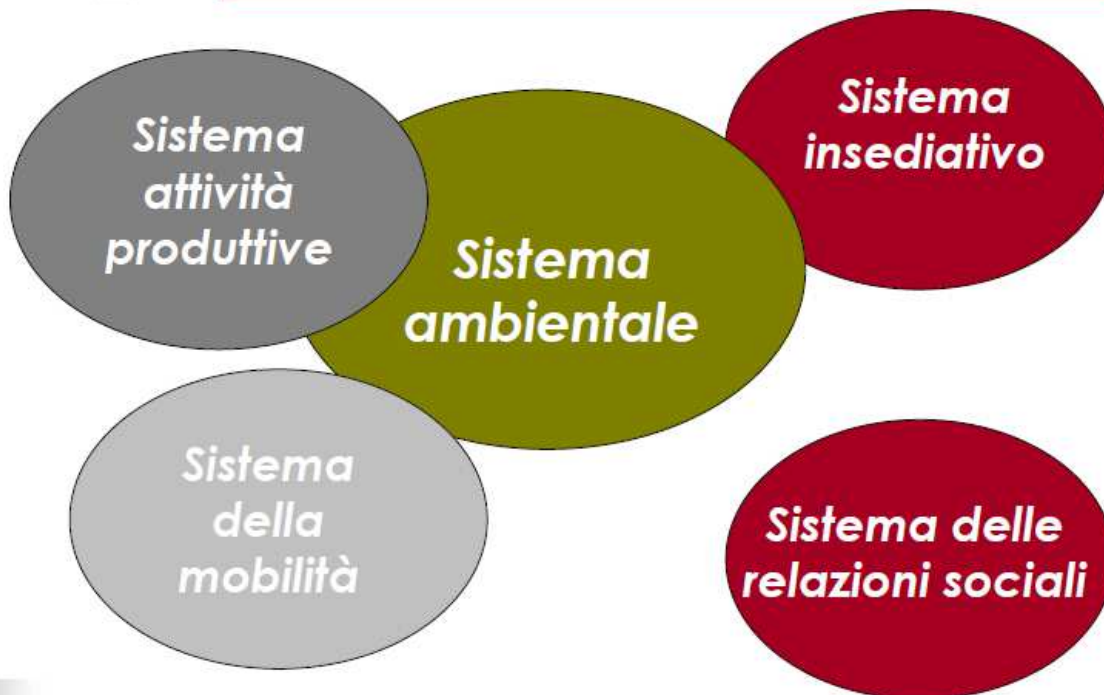 Sistema
attività
produttive
Sistema
ambientale
Sistema
insediativo
Sistema
della
mobilità
Sistema delle
relazioni sociali